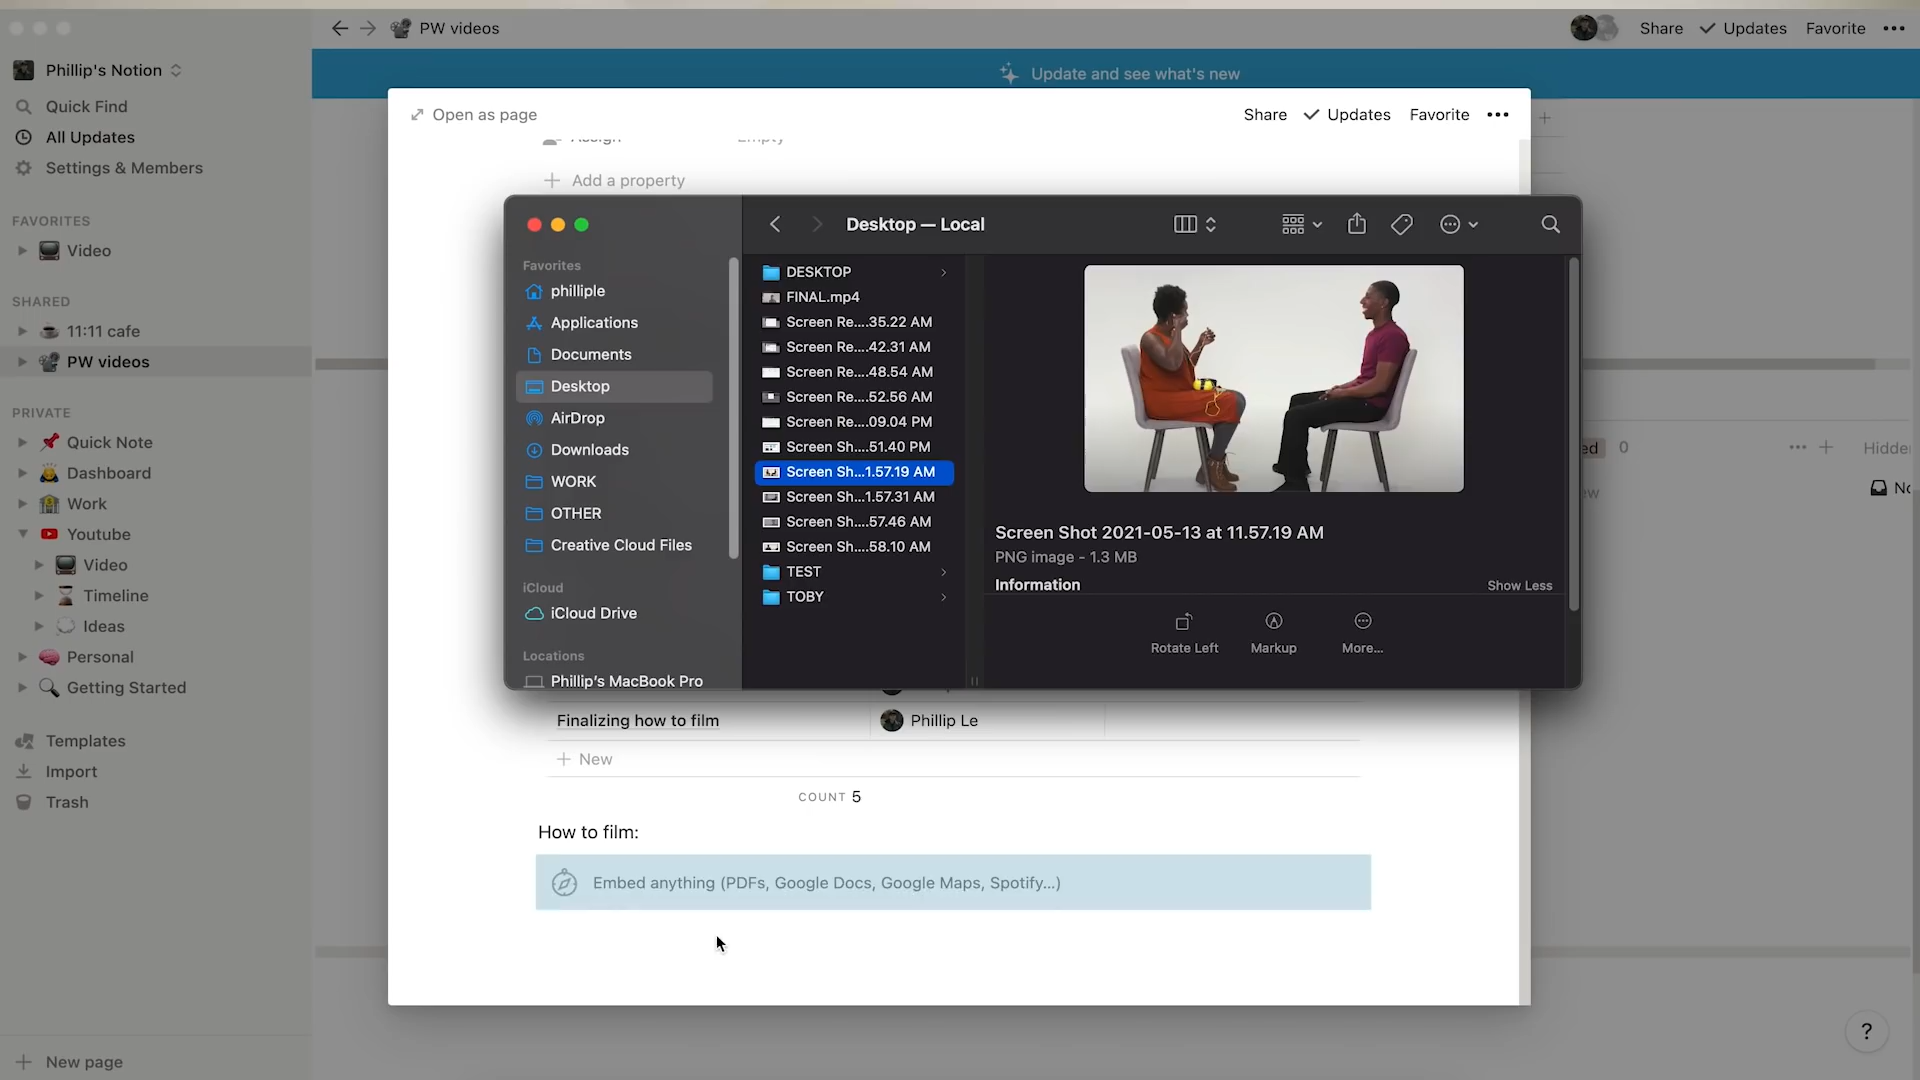 PW videos
Share
Updates
Favorite
Phillip's Notion
Quick Find
All Updates
Settings & Members
FAVORITES
Video
SHARED
11:11 cafe
PW videos
PRIVATE
Quick Note
Dashboard
Work
Youtube
Video
Timeline
Ideas
Personal
Getting Started
Templates
Import
Trash
New page
Update and see what's new
Open as page
Share
Updates
Favorite
Assign
Empty
Add a property
Desktop — Local
Favorites
philliple
Applications
Documents
Desktop
AirDrop
Downloads
WORK
OTHER
Creative Cloud Files
iCloud
iCloud Drive
Locations
Phillip's MacBook Pro
DESKTOP
FINAL.mp4
Screen Re....35.22 AM
Screen Re....42.31 AM
Screen Re....48.54 AM
Screen Re....52.56 AM
Screen Re....09.04 PM
Screen Sh....51.40 PM
Screen Sh...1.57.19 AM
Screen Sh...1.57.31 AM
Screen Sh....57.46 AM
Screen Sh....58.10 AM
TEST
TOBY
Screen Shot 2021-05-13 at 11.57.19 AM
PNG image - 1.3 MB
Information
Show Less
Rotate Left
Markup
More...
Finalizing how to film
Phillip Le
New
COUNT 5
How to film:
Embed anything (PDFs, Google Docs, Google Maps, Spotify...)
ed 0
Hidden
ew
No
?